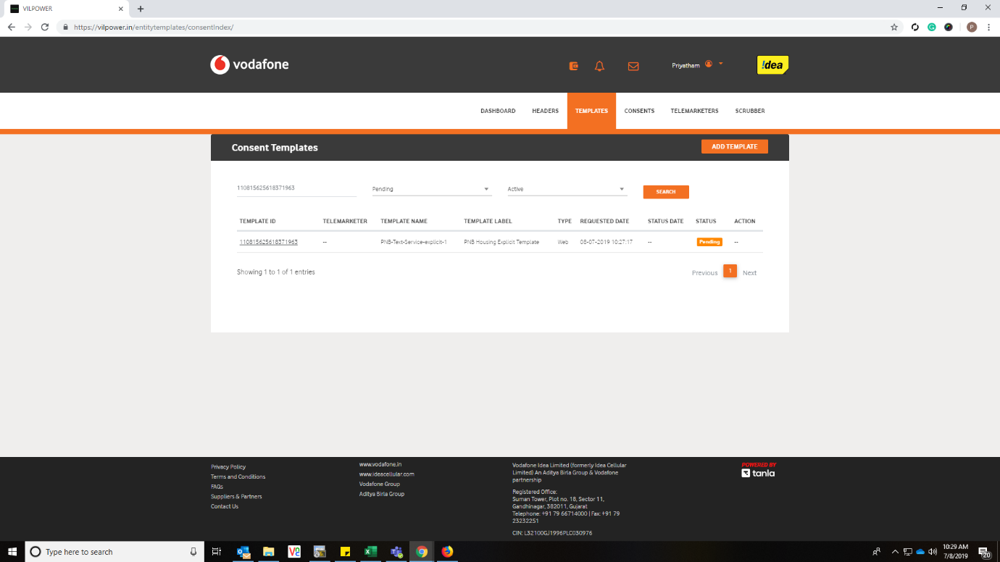 VILPOWER
https://vilpower.in/entitytemplates/consentIndex/
P
vodafone
Priyatham
!dea
DASHBOARD HEADERS TEMPLATES CONSENTS TELEMARKETERS SCRUBBER
Consent Templates
ADD TEMPLATE
110815625618371963 Pending Active SEARCH
TEMPLATE ID TELEMARKETER TEMPLATE NAME TEMPLATE LABEL TYPE REQUESTED DATE STATUS DATE STATUS ACTION
110815625618371963 -- PNB-Text-Service-explicit-1 PNB Housing Explicit Template Web 08-07-2019 10:27:17 -- Pending --
Showing 1 to 1 of 1 entries
Previous 1 Next
Privacy Policy
Terms and Conditions
FAQs
Suppliers & Partners
Contact Us
www.vodafone.in
www.ideacellular.com
Vodafone Group
Aditya Birla Group
Vodafone Idea Limited (formerly Idea Cellular
Limited) An Aditya Birla Group & Vodafone
partnership
Registered Office:
Suman Tower, Plot no. 18, Sector 11,
Gandhinagar, 382011, Gujarat
Telephone: +91 79 66714000 | Fax: +91 79
23232251
CIN: L32100GJ1996PLC030976
POWERED BY
tanla
Type here to search
10:29 AM
7/8/2019
20